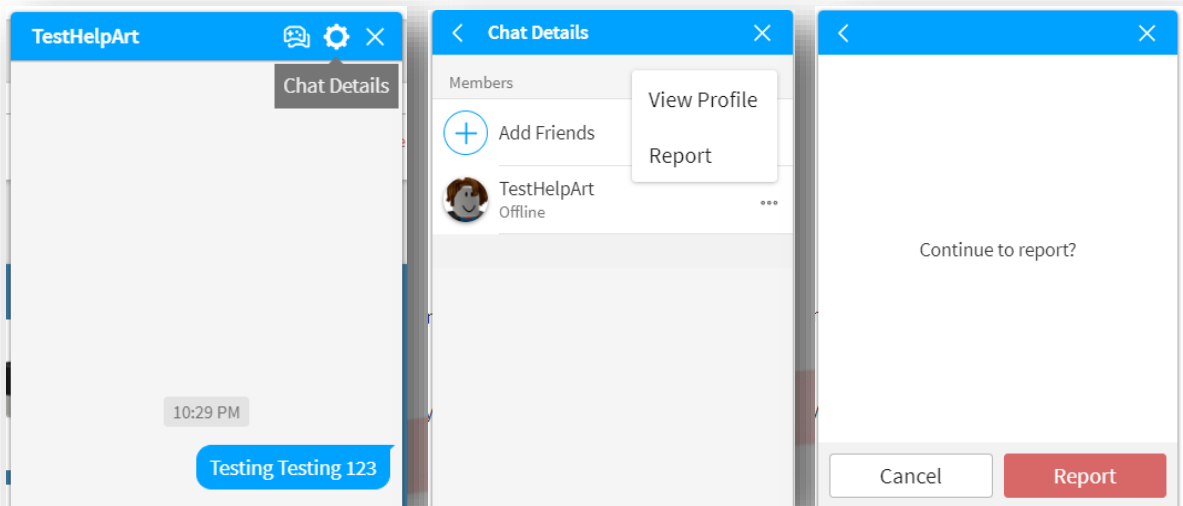 TestHelpArt
Chat Details
10:29 PM
Testing Testing 123
Chat Details
Members
View Profile
Add Friends
Report
TestHelpArt
Offline
Continue to report?
Cancel
Report